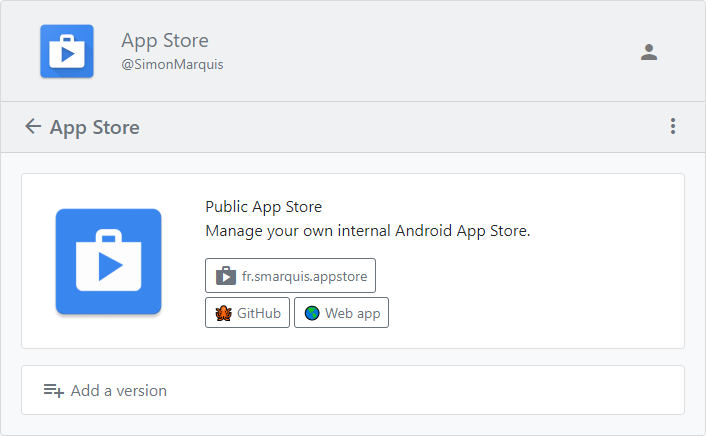 App Store
@SimonMarquis
App Store
Public App Store
Manage your own internal Android App Store.
fr.smarquis.appstore
GitHub Web app
Add a version